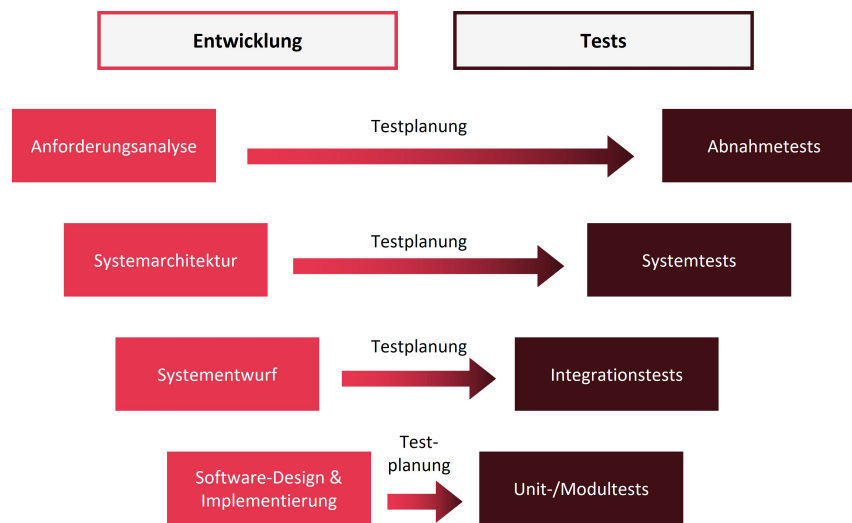 Entwicklung
Tests
Anforderungsanalyse
Testplanung
Abnahmetests
Systemarchitektur
Testplanung
Systemtests
Systementwurf
Testplanung
Integrationstests
Software-Design &
Implementierung
Test-
planung
Unit-/Modultests